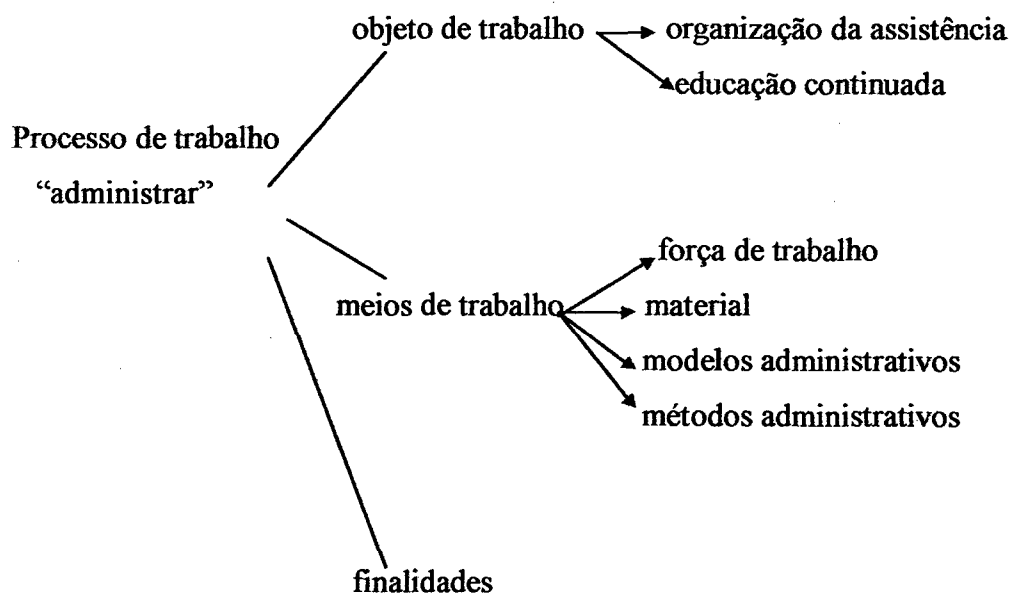 objeto de trabalho
organização da assistência
educação continuada
Processo de trabalho
“administrar”
força de trabalho
meios de trabalho
material
modelos administrativos
métodos administrativos
finalidades